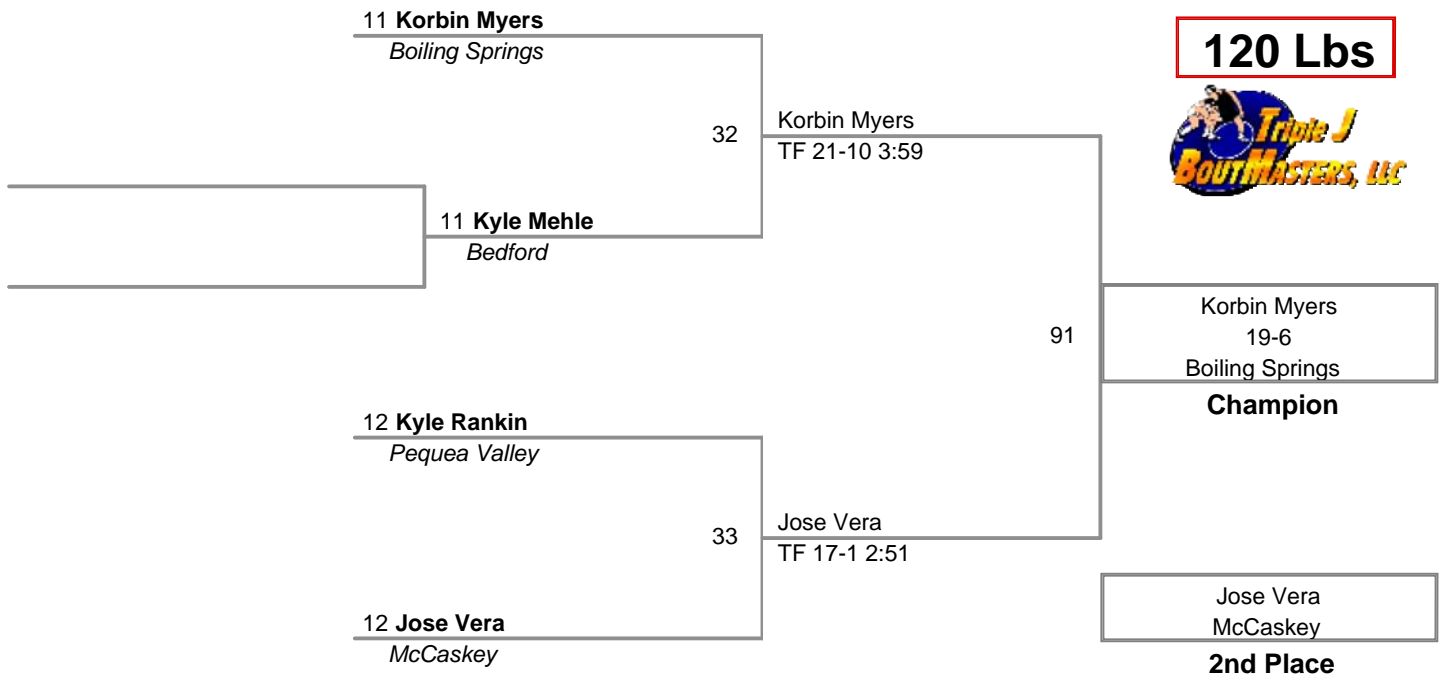 11 Korbin Myers
Boiling Springs
120 Lbs
Triple J
BOUTMASTERS, LLC
32
Korbin Myers
TF 21-10 3:59
11 Kyle Mehle
Bedford
91
Korbin Myers
19-6
Boiling Springs
Champion
12 Kyle Rankin
Pequea Valley
33
Jose Vera
TF 17-1 2:51
12 Jose Vera
McCaskey
Jose Vera
McCaskey
2nd Place